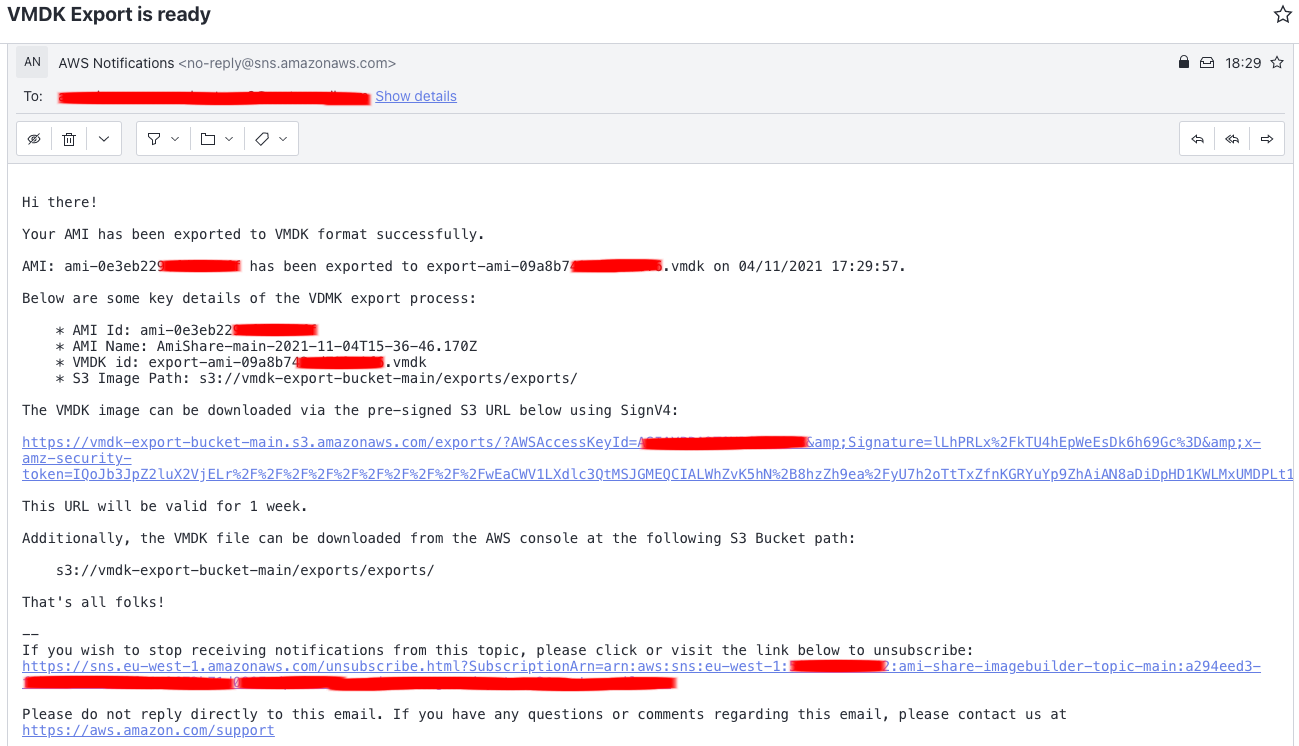 VMDK Export is ready
AN AWS Notifications <no-reply@sns.amazonaws.com> 18:29
To: Show details
Hi there!
Your AMI has been exported to VMDK format successfully.
AMI: ami-0e3eb229 has been exported to export-ami-09a8b7 .vmdk on 04/11/2021 17:29:57.
Below are some key details of the VDMK export process:
* AMI Id: ami-0e3eb22
* AMI Name: AmiShare-main-2021-11-04T15-36-46.170Z
* VMDK id: export-ami-09a8b74 .vmdk
* S3 Image Path: s3://vmdk-export-bucket-main/exports/exports/
The VMDK image can be downloaded via the pre-signed S3 URL below using SignV4:
https://vmdk-export-bucket-main.s3.amazonaws.com/exports/?AWSAccessKeyId= &amp;Signature=lLhPRLx%2FkTU4hEpWeEsDk6h69Gc%3D&amp;x-
amz-security-
token=IQoJb3JpZ2luX2VjELr%2F%2F%2F%2F%2F%2F%2F%2F%2F%2FwEaCWV1LXdlc3QtMSJGMEQCIALWhZvK5hN%2B8hzZh9ea%2FyU7h2oTtTxZfnKGRYuYp9ZhAiAN8aDiDpHD1KWLMxUMDPLt1
This URL will be valid for 1 week.
Additionally, the VMDK file can be downloaded from the AWS console at the following S3 Bucket path:
s3://vmdk-export-bucket-main/exports/exports/
That's all folks!
--
If you wish to stop receiving notifications from this topic, please click or visit the link below to unsubscribe:
https://sns.eu-west-1.amazonaws.com/unsubscribe.html?SubscriptionArn=arn:aws:sns:eu-west-1: 2:ami-share-imagebuilder-topic-main:a294eed3-
Please do not reply directly to this email. If you have any questions or comments regarding this email, please contact us at
https://aws.amazon.com/support